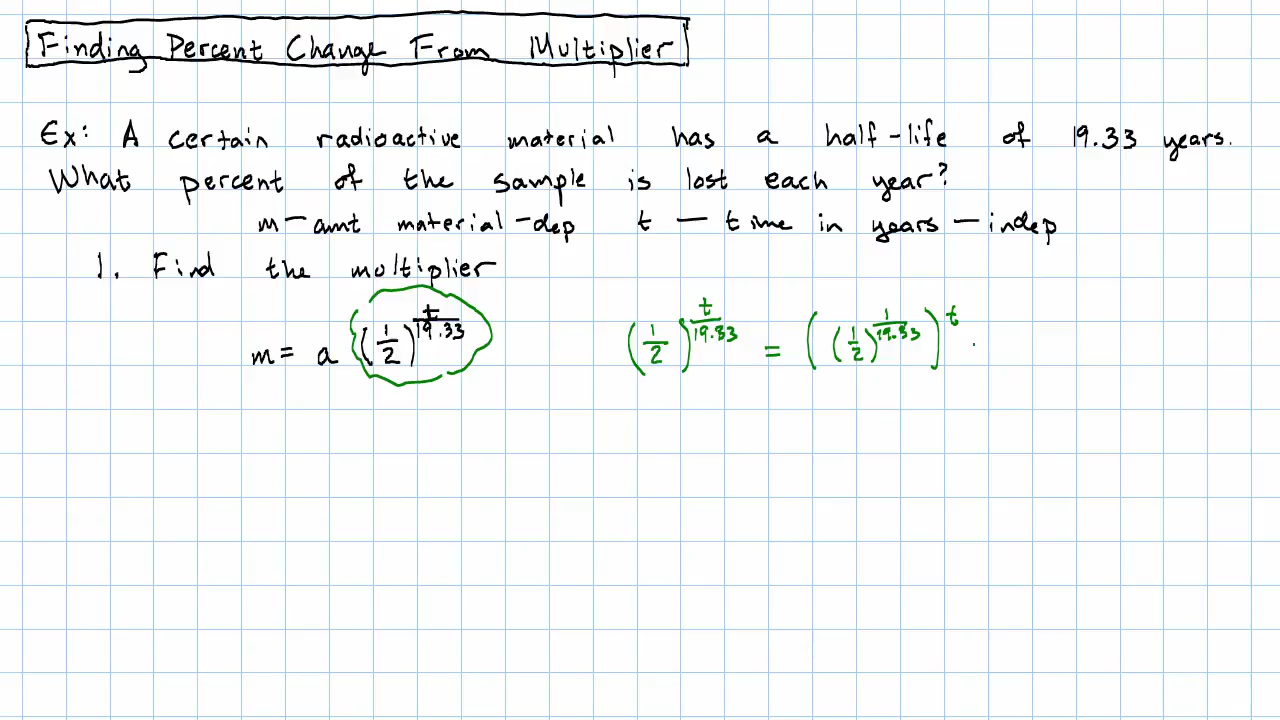 Finding Percent Change From Multiplier
Ex: A certain radioactive material has a half-life of 19.33 years.
What percent of the sample is lost each year?
m — amt material - dep t — time in years — indep
1. Find the multiplier
m = a (1/2)^(t/19.33) (1/2)^(t/19.33) = ((1/2)^(1/19.33))^t